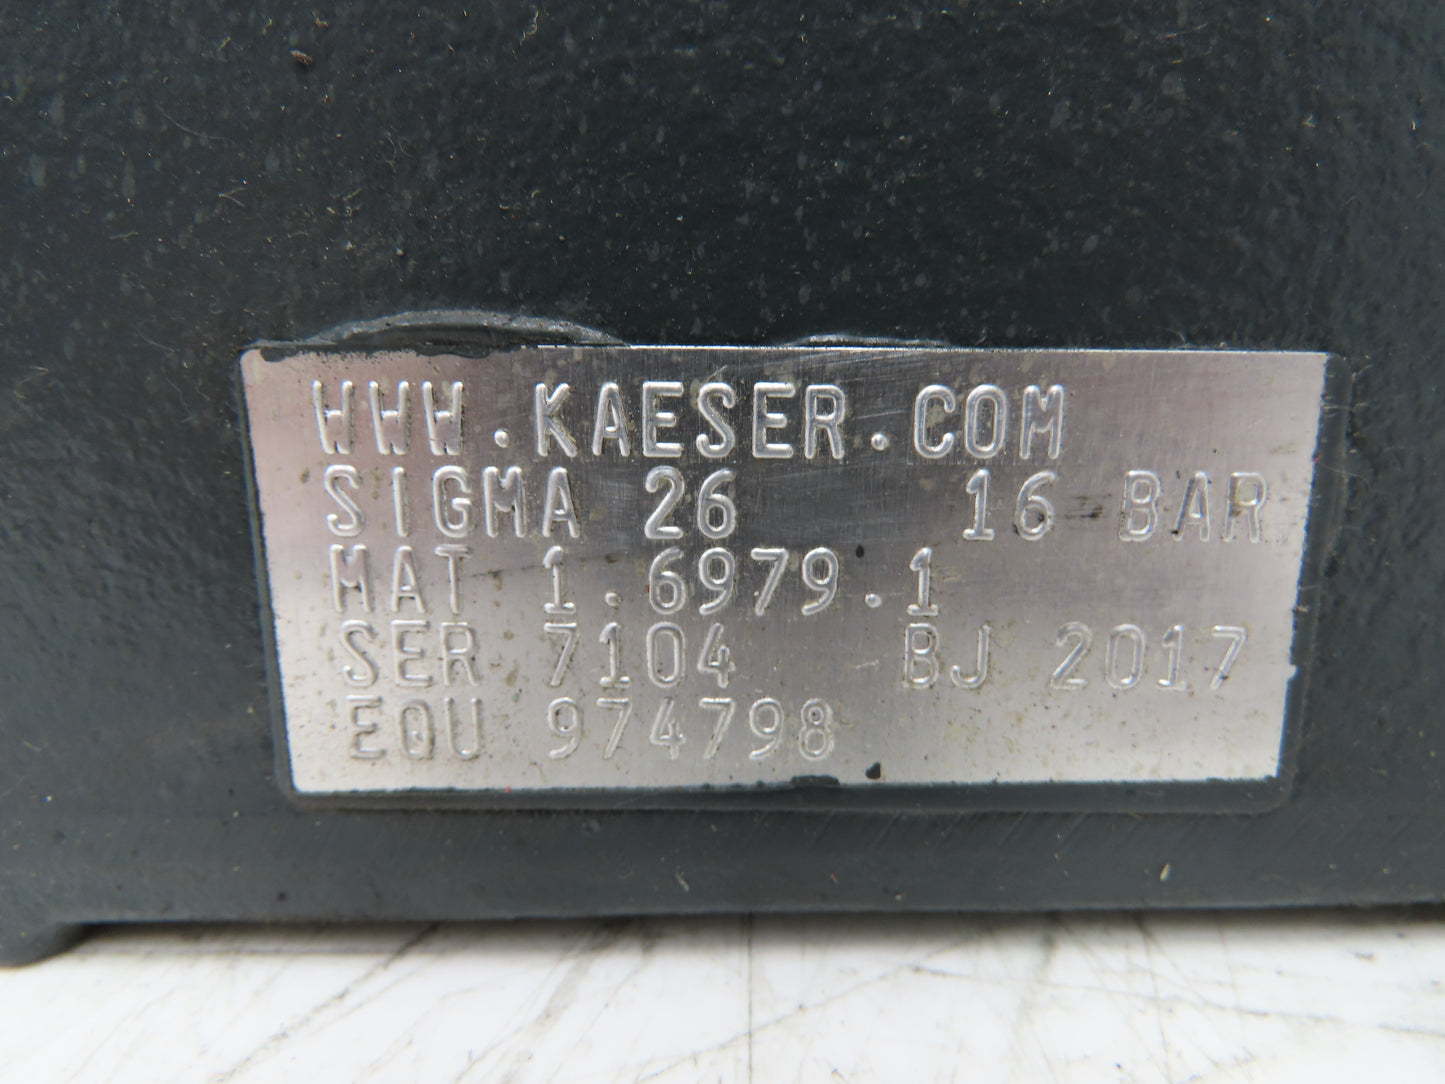 WWW.KAESER.COM
SIGMA 26 16 BAR
MAT 1.6979.1
SER 7104 BJ 2017
EQU 974798